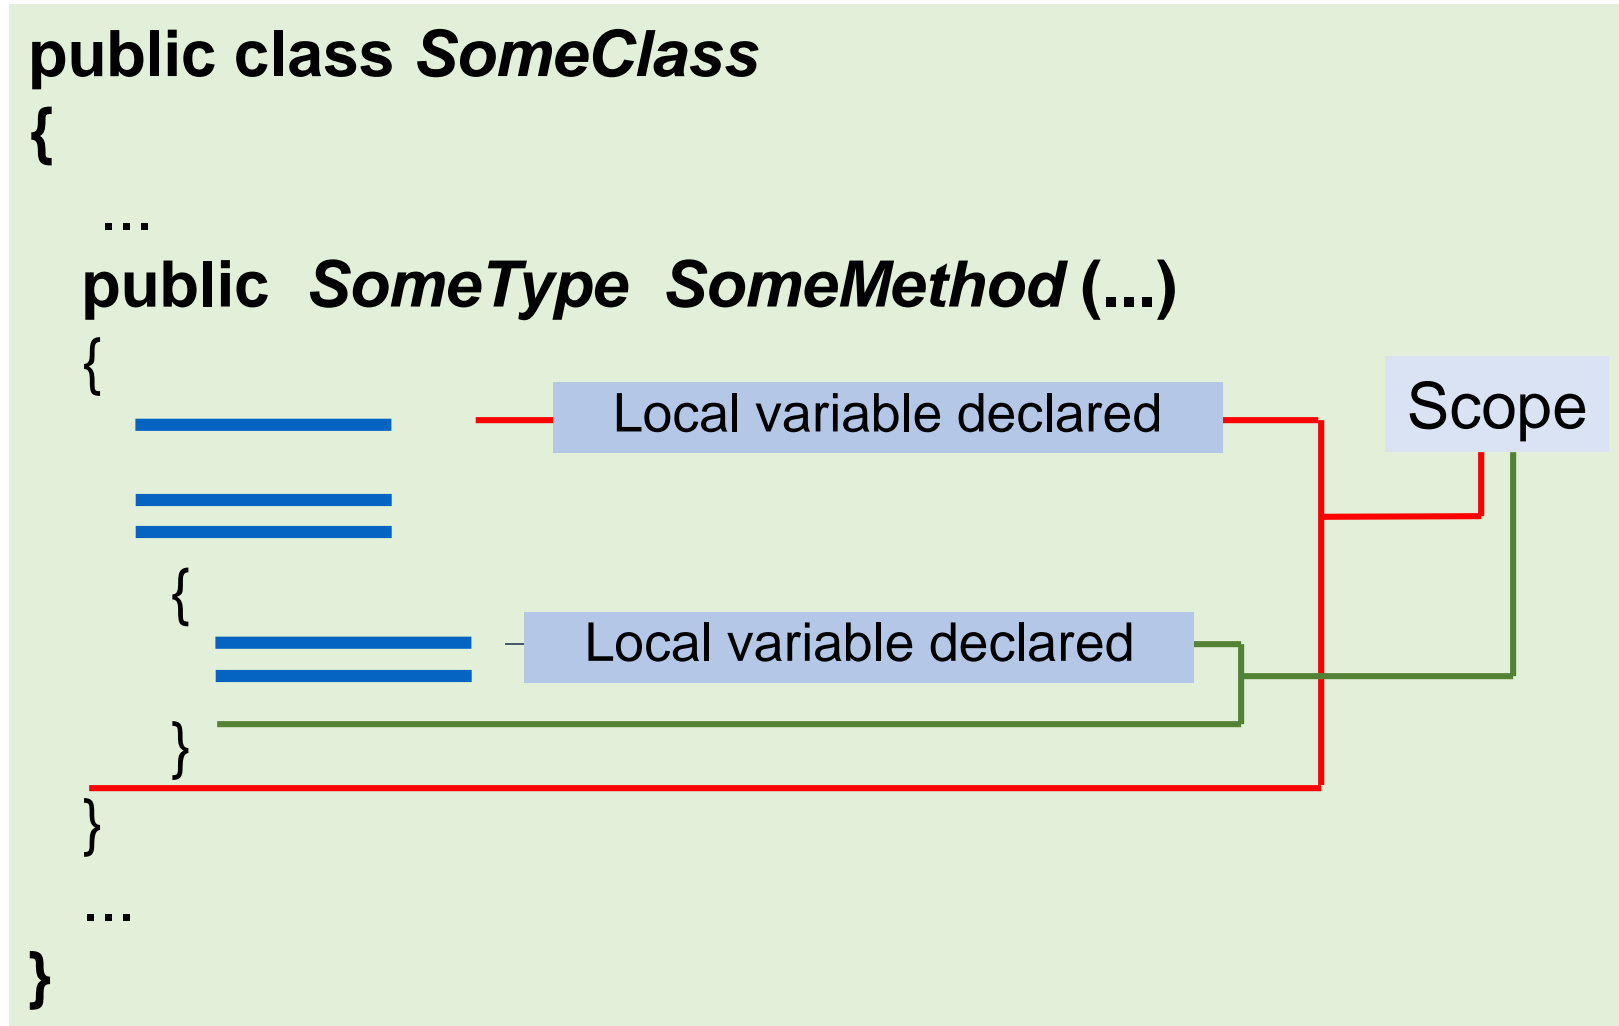 public class SomeClass
{
...
public SomeType SomeMethod (...)
{
Local variable declared
Scope
{
Local variable declared
}
}
...
}